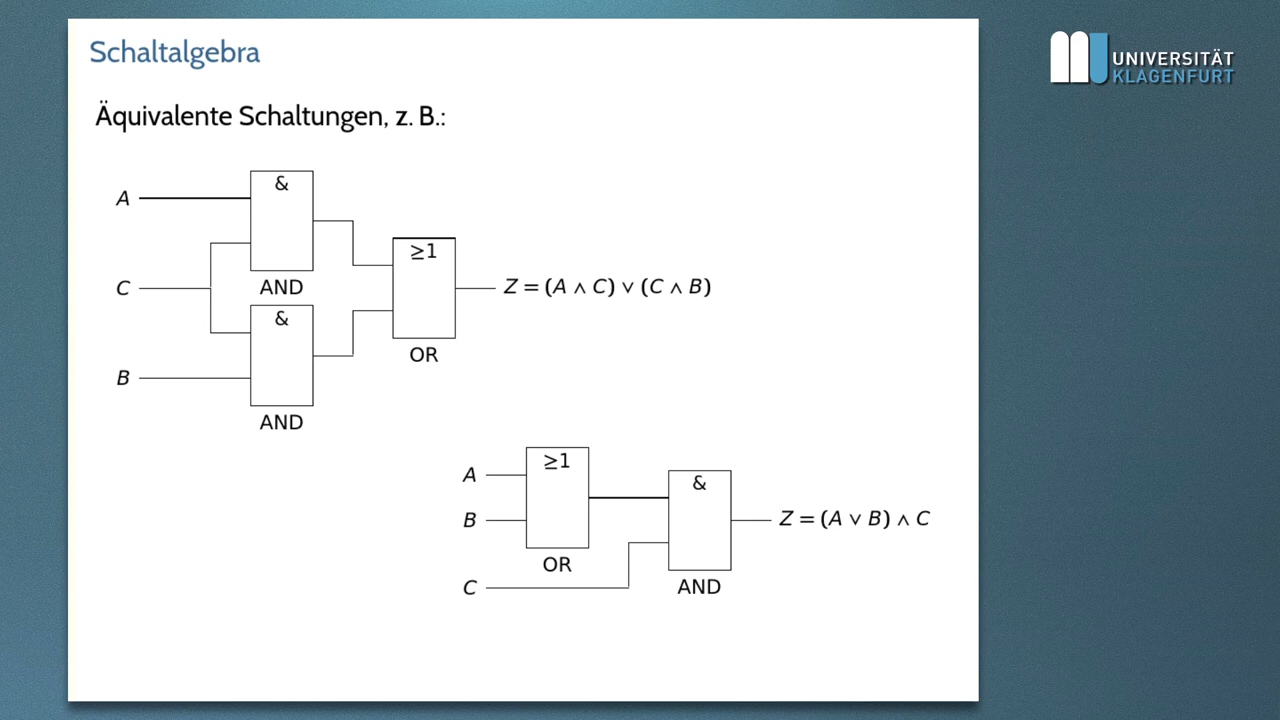 Schaltalgebra
UNIVERSITÄT
KLAGENFURT
Äquivalente Schaltungen, z. B.:
A
&
C
AND
&
B
AND
≥1
OR
Z = (A ∧ C) ∨ (C ∧ B)
A
B
≥1
OR
C
&
AND
Z = (A ∨ B) ∧ C